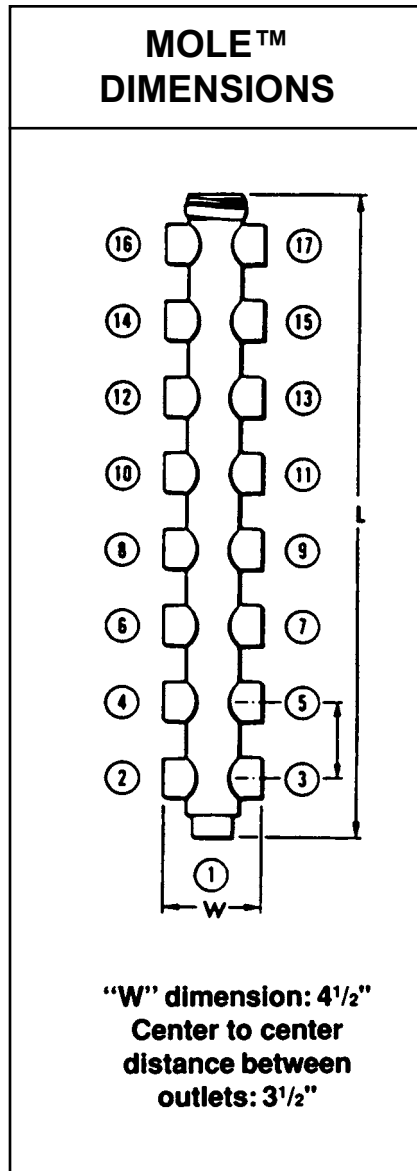 MOLE™
DIMENSIONS
16 17
14 15
12 13
10 11
L
8 9
6 7
4 5
2 3
1
W
“W” dimension: 4¹/₂"
Center to center
distance between
outlets: 3¹/₂"